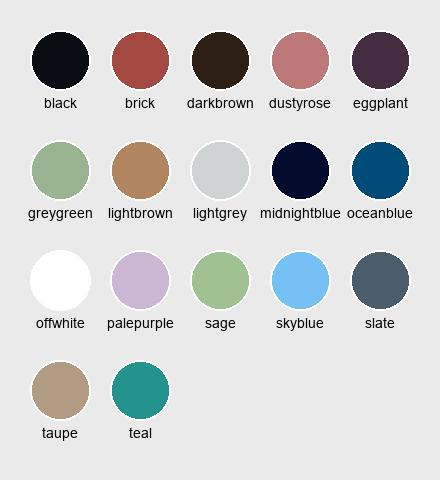 black brick darkbrown dustyrose eggplant
greygreen lightbrown lightgrey midnightblue oceanblue
offwhite palepurple sage skyblue slate
taupe teal